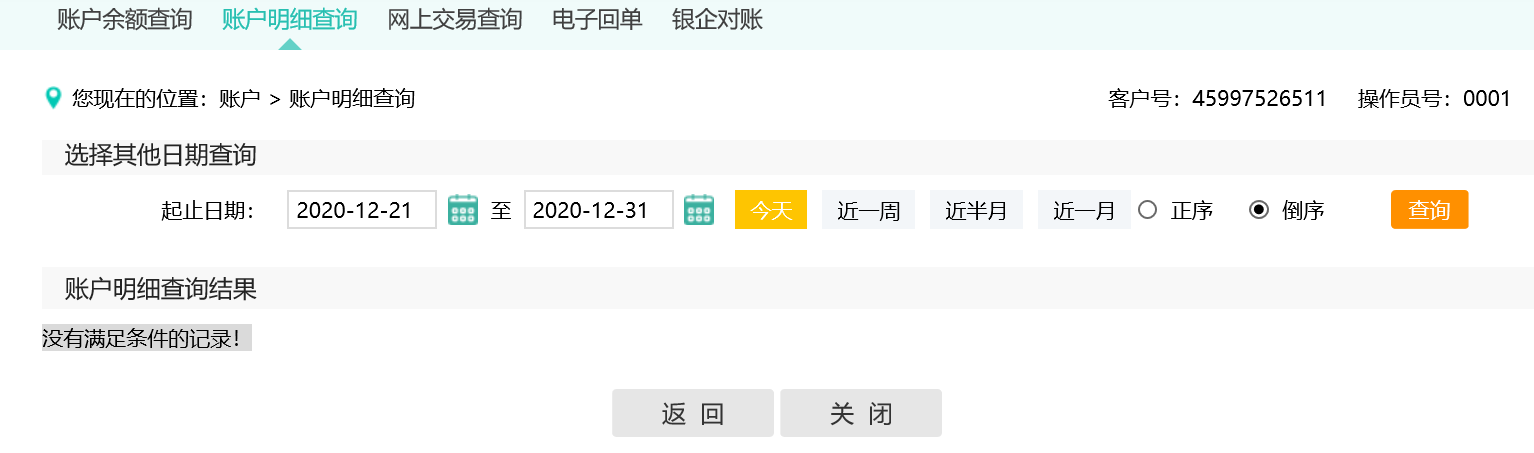 账户余额查询 账户明细查询 网上交易查询 电子回单 银企对账
您现在的位置：账户 > 账户明细查询 客户号：45997526511 操作员号：0001
选择其他日期查询
起止日期： 2020-12-21 至 2020-12-31 今天 近一周 近半月 近一月 正序 倒序 查询
账户明细查询结果
没有满足条件的记录！
返 回 关 闭